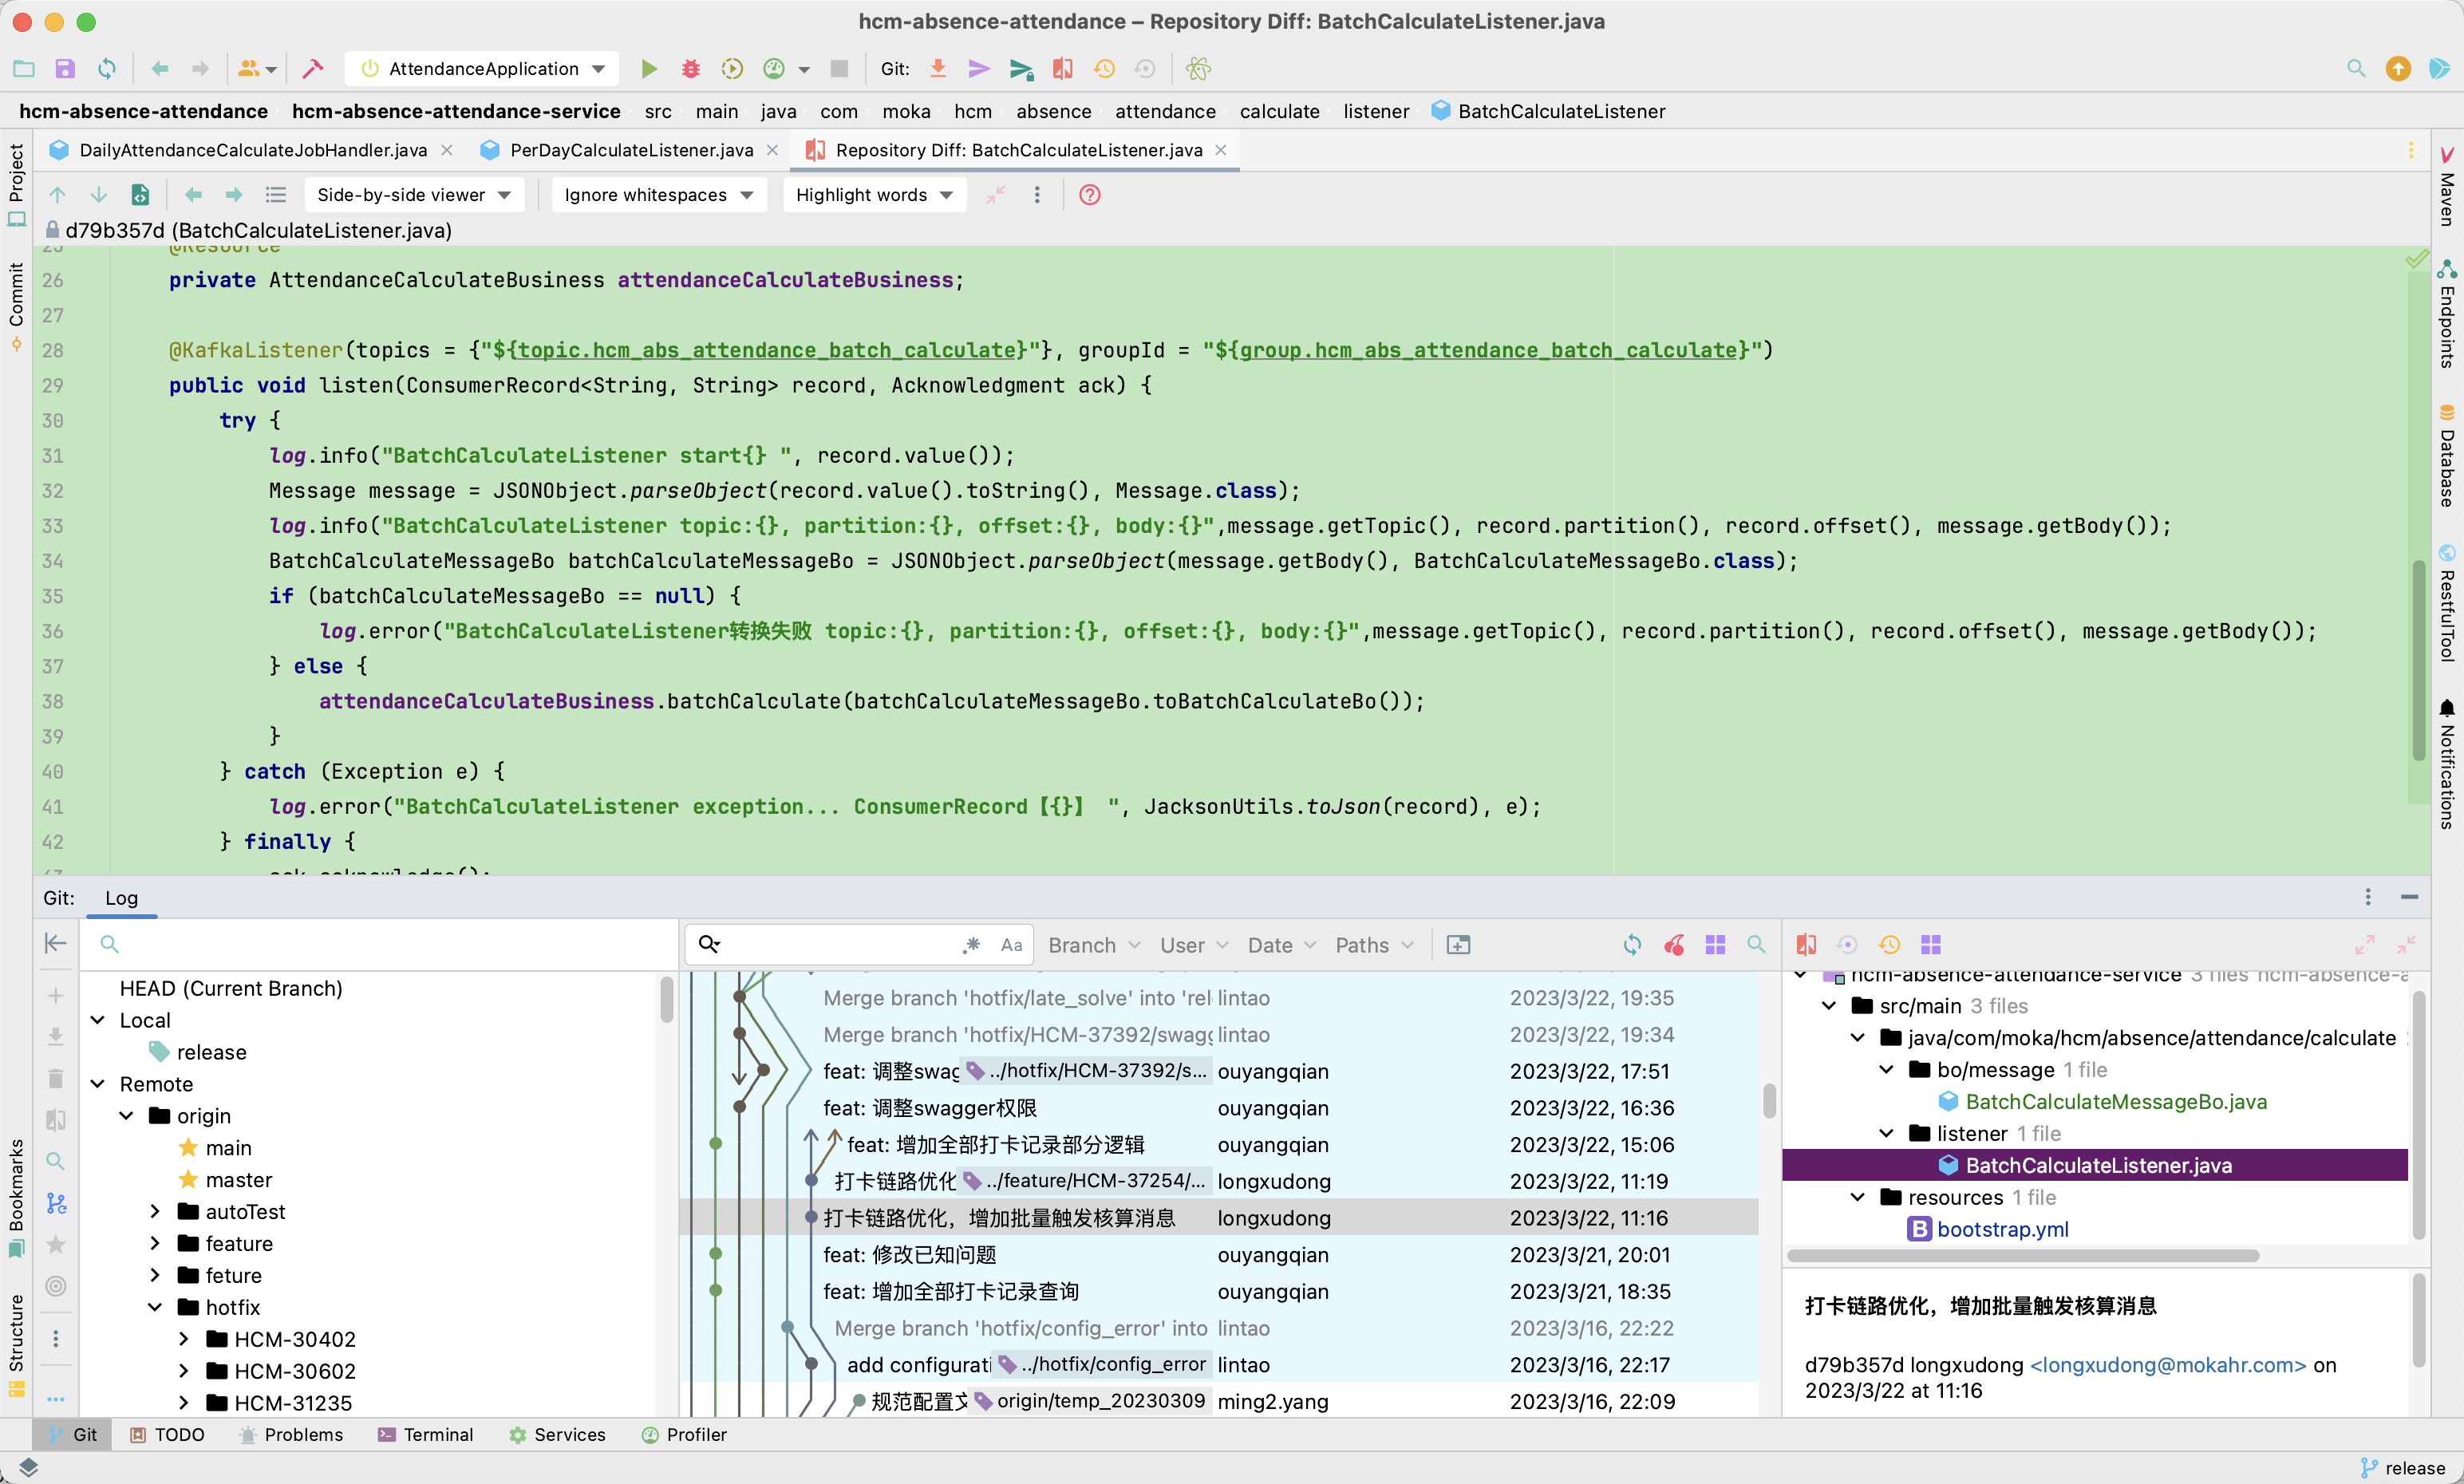 hcm-absence-attendance – Repository Diff: BatchCalculateListener.java
AttendanceApplication
Git:
hcm-absence-attendance hcm-absence-attendance-service src main java com moka hcm absence attendance calculate listener BatchCalculateListener
DailyAttendanceCalculateJobHandler.java
PerDayCalculateListener.java
Repository Diff: BatchCalculateListener.java
Side-by-side viewer
Ignore whitespaces
Highlight words
d79b357d (BatchCalculateListener.java)
25 @Resource
26 private AttendanceCalculateBusiness attendanceCalculateBusiness;
27
28 @KafkaListener(topics = {"${topic.hcm_abs_attendance_batch_calculate}"}, groupId = "${group.hcm_abs_attendance_batch_calculate}")
29 public void listen(ConsumerRecord<String, String> record, Acknowledgment ack) {
30 try {
31 log.info("BatchCalculateListener start{} ", record.value());
32 Message message = JSONObject.parseObject(record.value().toString(), Message.class);
33 log.info("BatchCalculateListener topic:{}, partition:{}, offset:{}, body:{}",message.getTopic(), record.partition(), record.offset(), message.getBody());
34 BatchCalculateMessageBo batchCalculateMessageBo = JSONObject.parseObject(message.getBody(), BatchCalculateMessageBo.class);
35 if (batchCalculateMessageBo == null) {
36 log.error("BatchCalculateListener转换失败 topic:{}, partition:{}, offset:{}, body:{}",message.getTopic(), record.partition(), record.offset(), message.getBody());
37 } else {
38 attendanceCalculateBusiness.batchCalculate(batchCalculateMessageBo.toBatchCalculateBo());
39 }
40 } catch (Exception e) {
41 log.error("BatchCalculateListener exception... ConsumerRecord【{}】 ", JacksonUtils.toJson(record), e);
42 } finally {
43 ack.acknowledge();
Project
Commit
Bookmarks
Structure
Maven
Endpoints
Database
RestfulTool
Notifications
Git: Log
HEAD (Current Branch)
Local
release
Remote
origin
main
master
autoTest
feature
feture
hotfix
HCM-30402
HCM-30602
HCM-31235
Aa Branch User Date Paths
Merge branch 'hotfix/late_solve' into 'rel lintao 2023/3/22, 19:35
Merge branch 'hotfix/HCM-37392/swagg lintao 2023/3/22, 19:34
feat: 调整swag ../hotfix/HCM-37392/s... ouyangqian 2023/3/22, 17:51
feat: 调整swagger权限 ouyangqian 2023/3/22, 16:36
feat: 增加全部打卡记录部分逻辑 ouyangqian 2023/3/22, 15:06
打卡链路优化 ../feature/HCM-37254/... longxudong 2023/3/22, 11:19
打卡链路优化，增加批量触发核算消息 longxudong 2023/3/22, 11:16
feat: 修改已知问题 ouyangqian 2023/3/21, 20:01
feat: 增加全部打卡记录查询 ouyangqian 2023/3/21, 18:35
Merge branch 'hotfix/config_error' into lintao 2023/3/16, 22:22
add configurati ../hotfix/config_error lintao 2023/3/16, 22:17
规范配置文 origin/temp_20230309 ming2.yang 2023/3/16, 22:09
hcm-absence-attendance-service 3 files hcm-absence-a
src/main 3 files
java/com/moka/hcm/absence/attendance/calculate
bo/message 1 file
BatchCalculateMessageBo.java
listener 1 file
BatchCalculateListener.java
resources 1 file
bootstrap.yml
打卡链路优化，增加批量触发核算消息
d79b357d longxudong <longxudong@mokahr.com> on
2023/3/22 at 11:16
Git TODO Problems Terminal Services Profiler
release